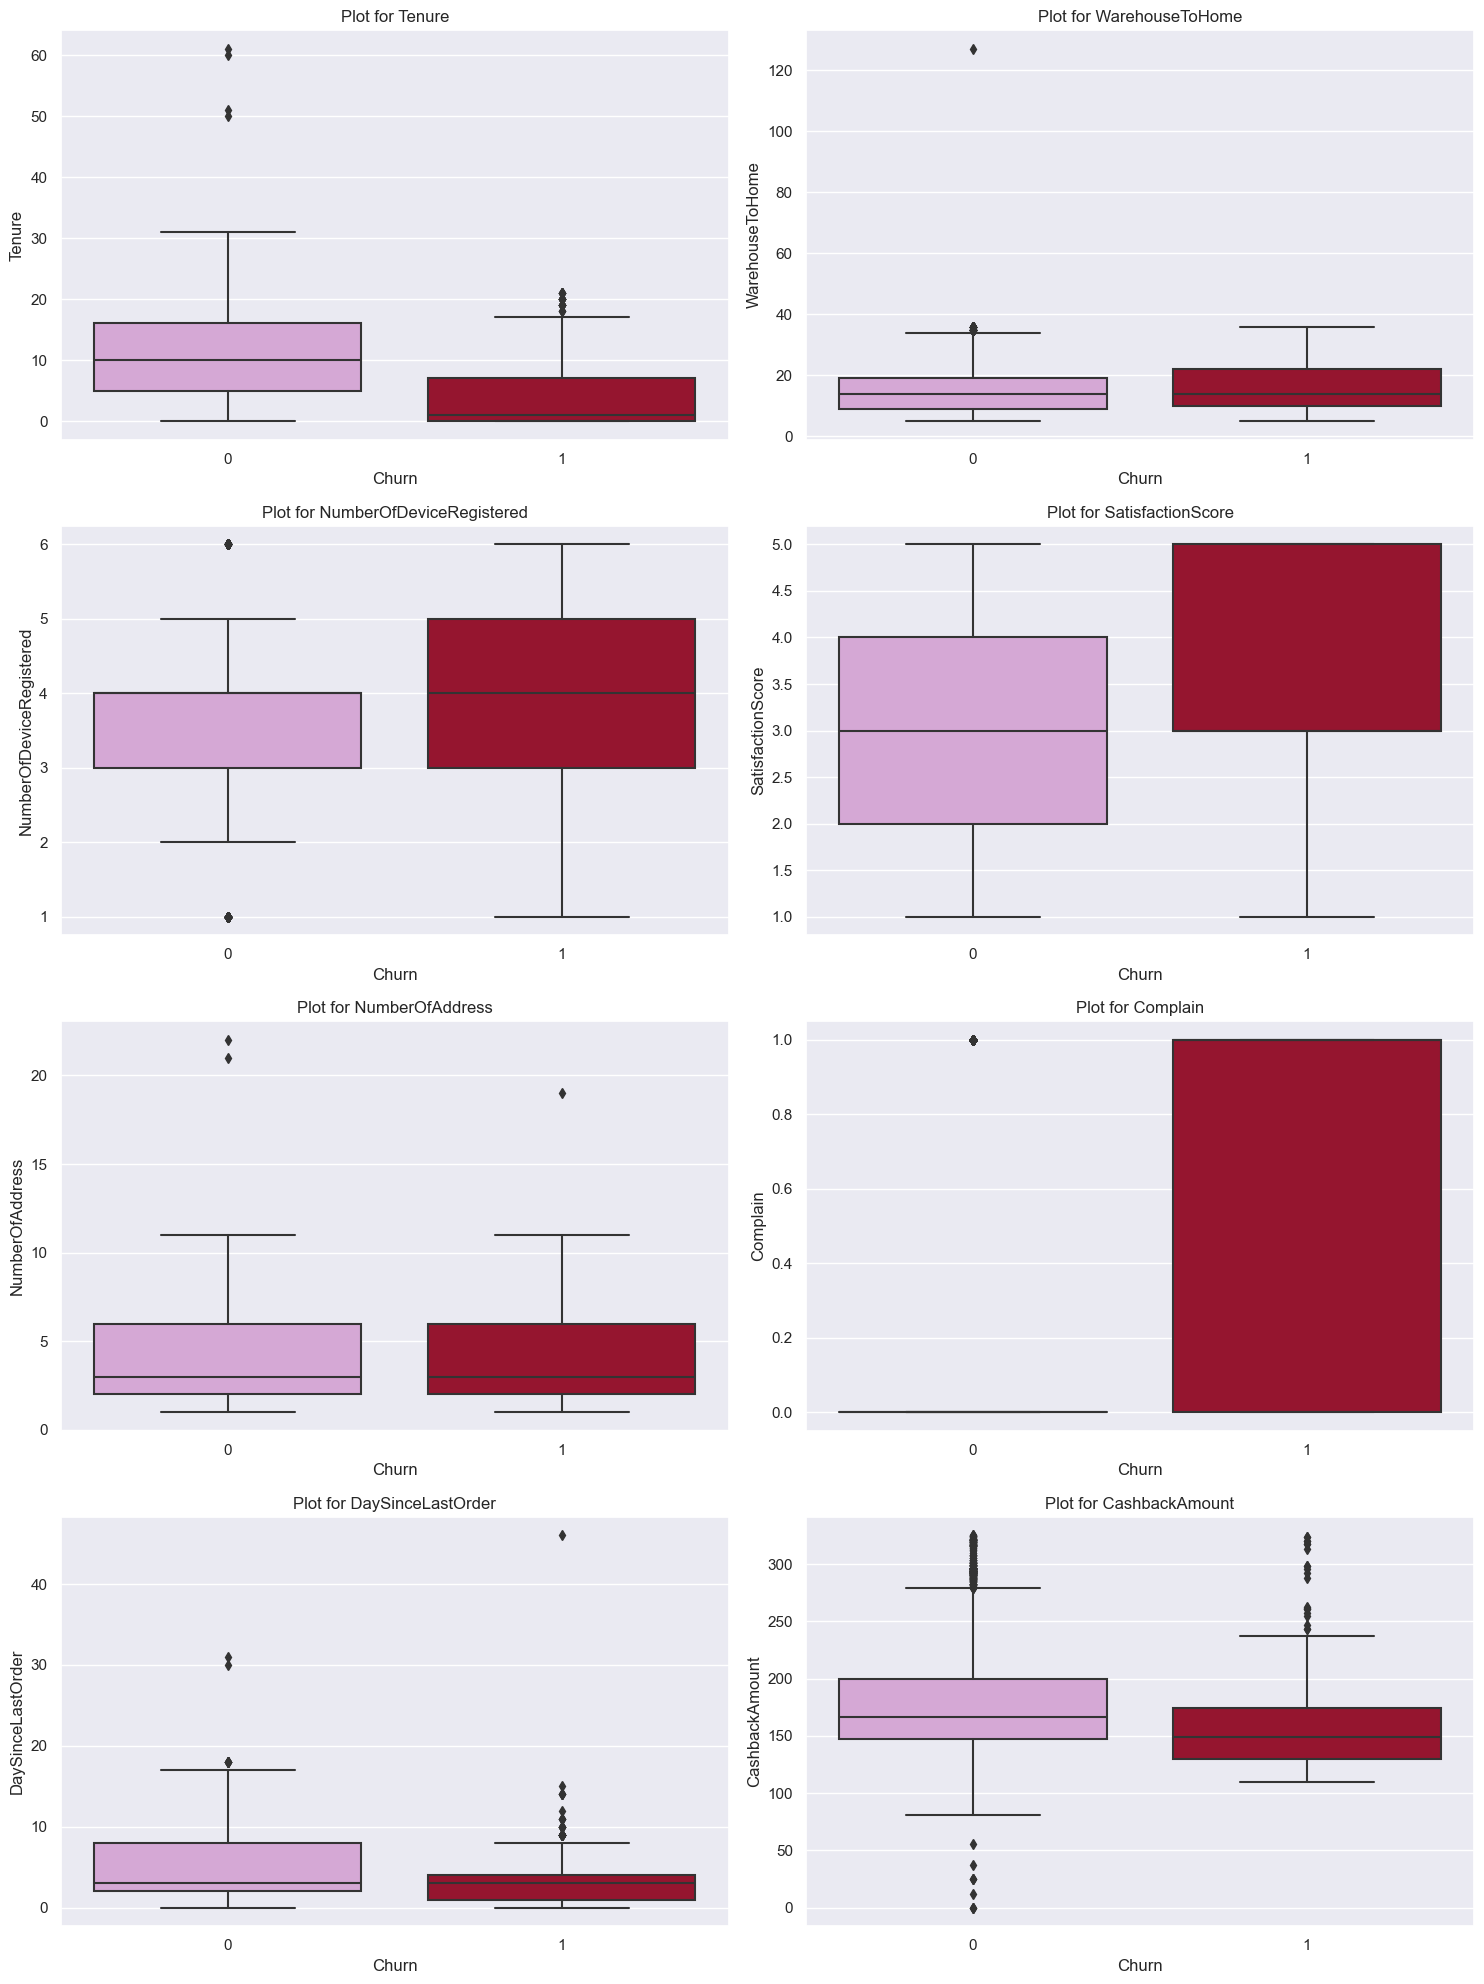 Plot for Tenure
60
50
40
30
20
10
0
Tenure
0 1
Churn
Plot for WarehouseToHome
120
100
80
60
40
20
0
WarehouseToHome
0 1
Churn
Plot for NumberOfDeviceRegistered
6
5
4
3
2
1
NumberOfDeviceRegistered
0 1
Churn
Plot for SatisfactionScore
5.0
4.5
4.0
3.5
3.0
2.5
2.0
1.5
1.0
SatisfactionScore
0 1
Churn
Plot for NumberOfAddress
20
15
10
5
0
NumberOfAddress
0 1
Churn
Plot for Complain
1.0
0.8
0.6
0.4
0.2
0.0
Complain
0 1
Churn
Plot for DaySinceLastOrder
40
30
20
10
0
DaySinceLastOrder
0 1
Churn
Plot for CashbackAmount
300
250
200
150
100
50
0
CashbackAmount
0 1
Churn